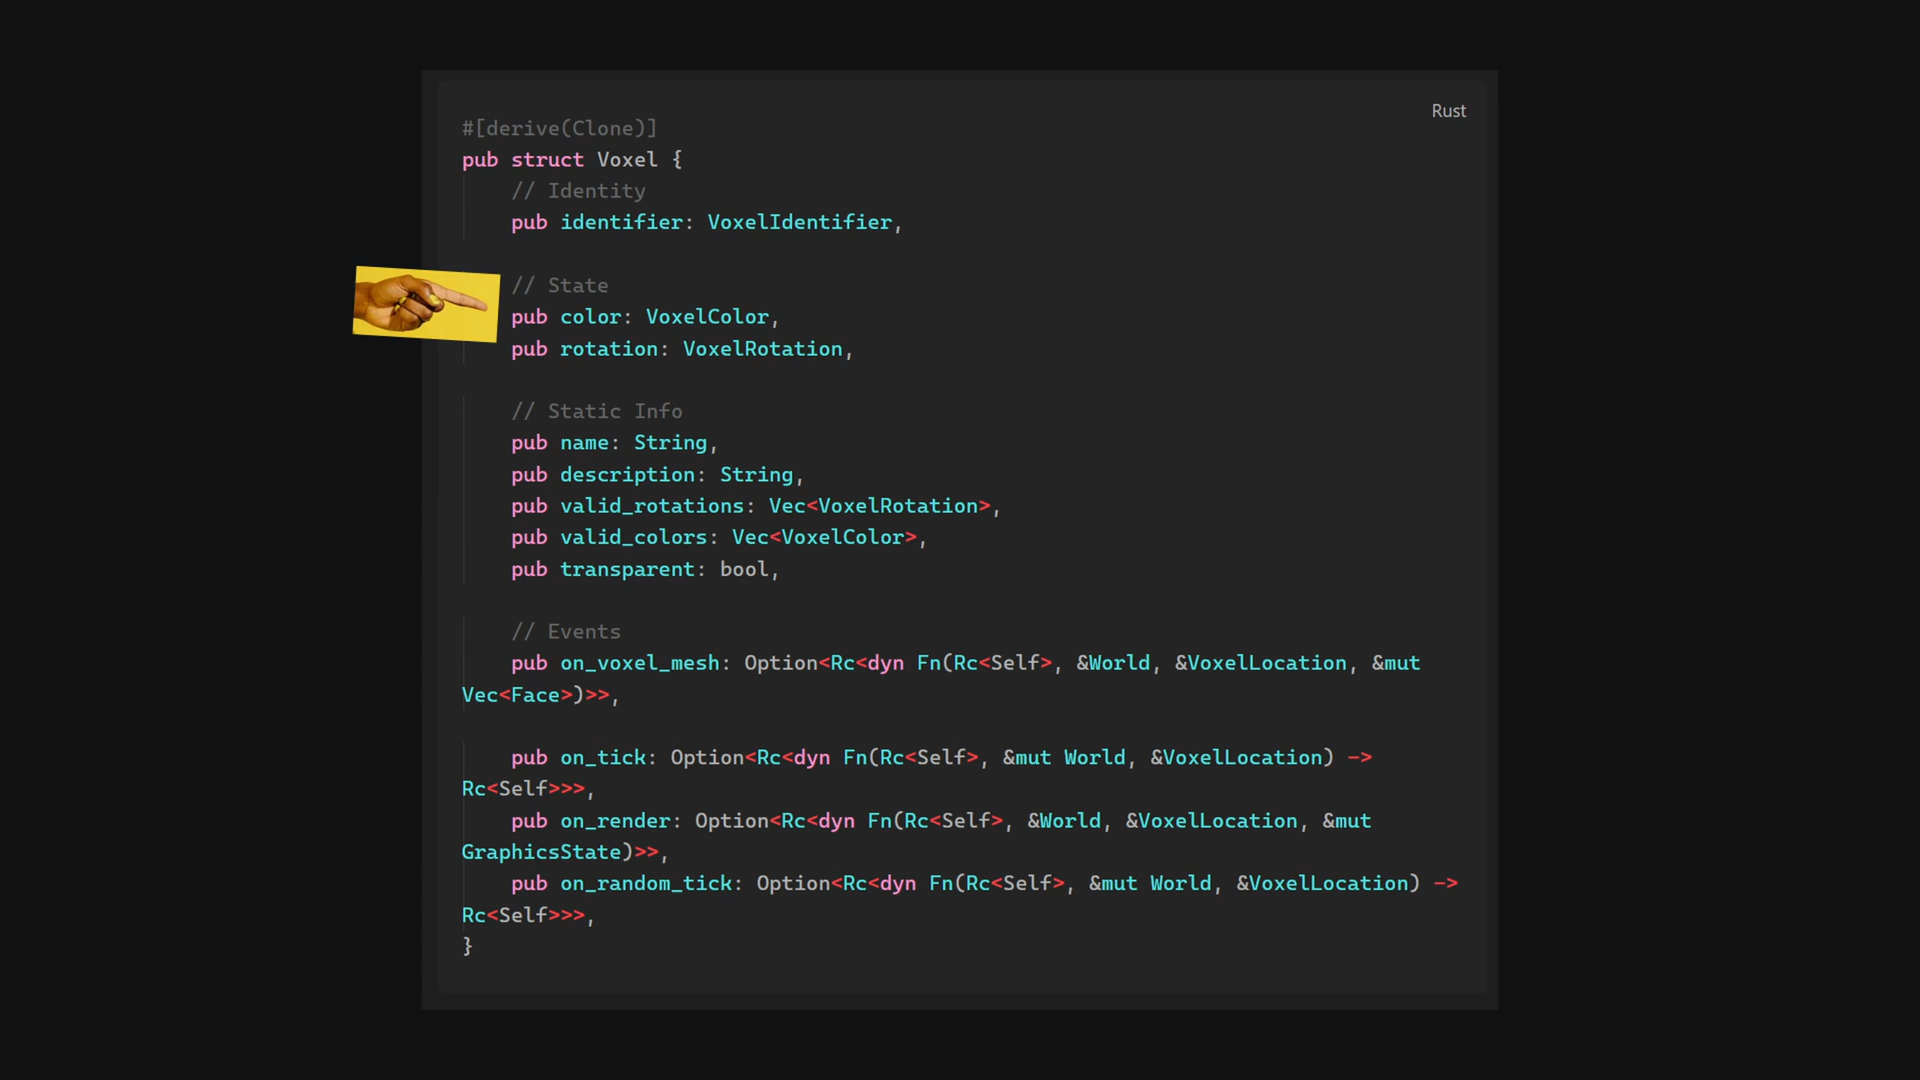 Rust
#[derive(Clone)]
pub struct Voxel {
// Identity
pub identifier: VoxelIdentifier,
// State
pub color: VoxelColor,
pub rotation: VoxelRotation,
// Static Info
pub name: String,
pub description: String,
pub valid_rotations: Vec<VoxelRotation>,
pub valid_colors: Vec<VoxelColor>,
pub transparent: bool,
// Events
pub on_voxel_mesh: Option<Rc<dyn Fn(Rc<Self>, &World, &VoxelLocation, &mut
Vec<Face>)>>,
pub on_tick: Option<Rc<dyn Fn(Rc<Self>, &mut World, &VoxelLocation) ->
Rc<Self>>>,
pub on_render: Option<Rc<dyn Fn(Rc<Self>, &World, &VoxelLocation, &mut
GraphicsState)>>,
pub on_random_tick: Option<Rc<dyn Fn(Rc<Self>, &mut World, &VoxelLocation) ->
Rc<Self>>>,
}